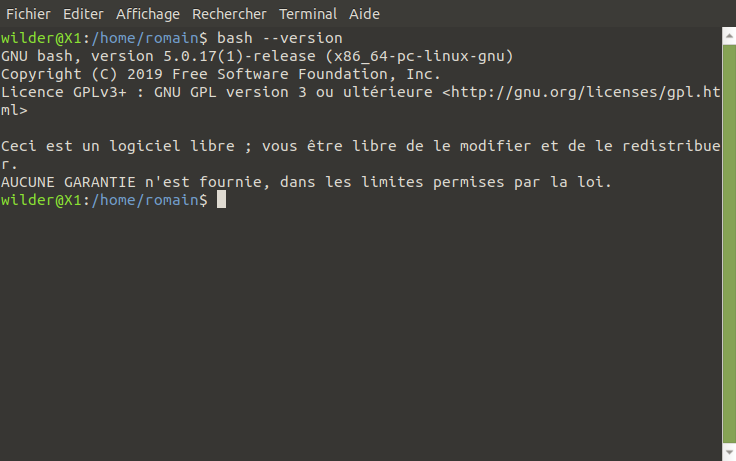 Fichier Editer Affichage Rechercher Terminal Aide
wilder@X1:/home/romain$ bash --version
GNU bash, version 5.0.17(1)-release (x86_64-pc-linux-gnu)
Copyright (C) 2019 Free Software Foundation, Inc.
Licence GPLv3+ : GNU GPL version 3 ou ultérieure <http://gnu.org/licenses/gpl.ht
ml>
Ceci est un logiciel libre ; vous être libre de le modifier et de le redistribue
r.
AUCUNE GARANTIE n'est fournie, dans les limites permises par la loi.
wilder@X1:/home/romain$